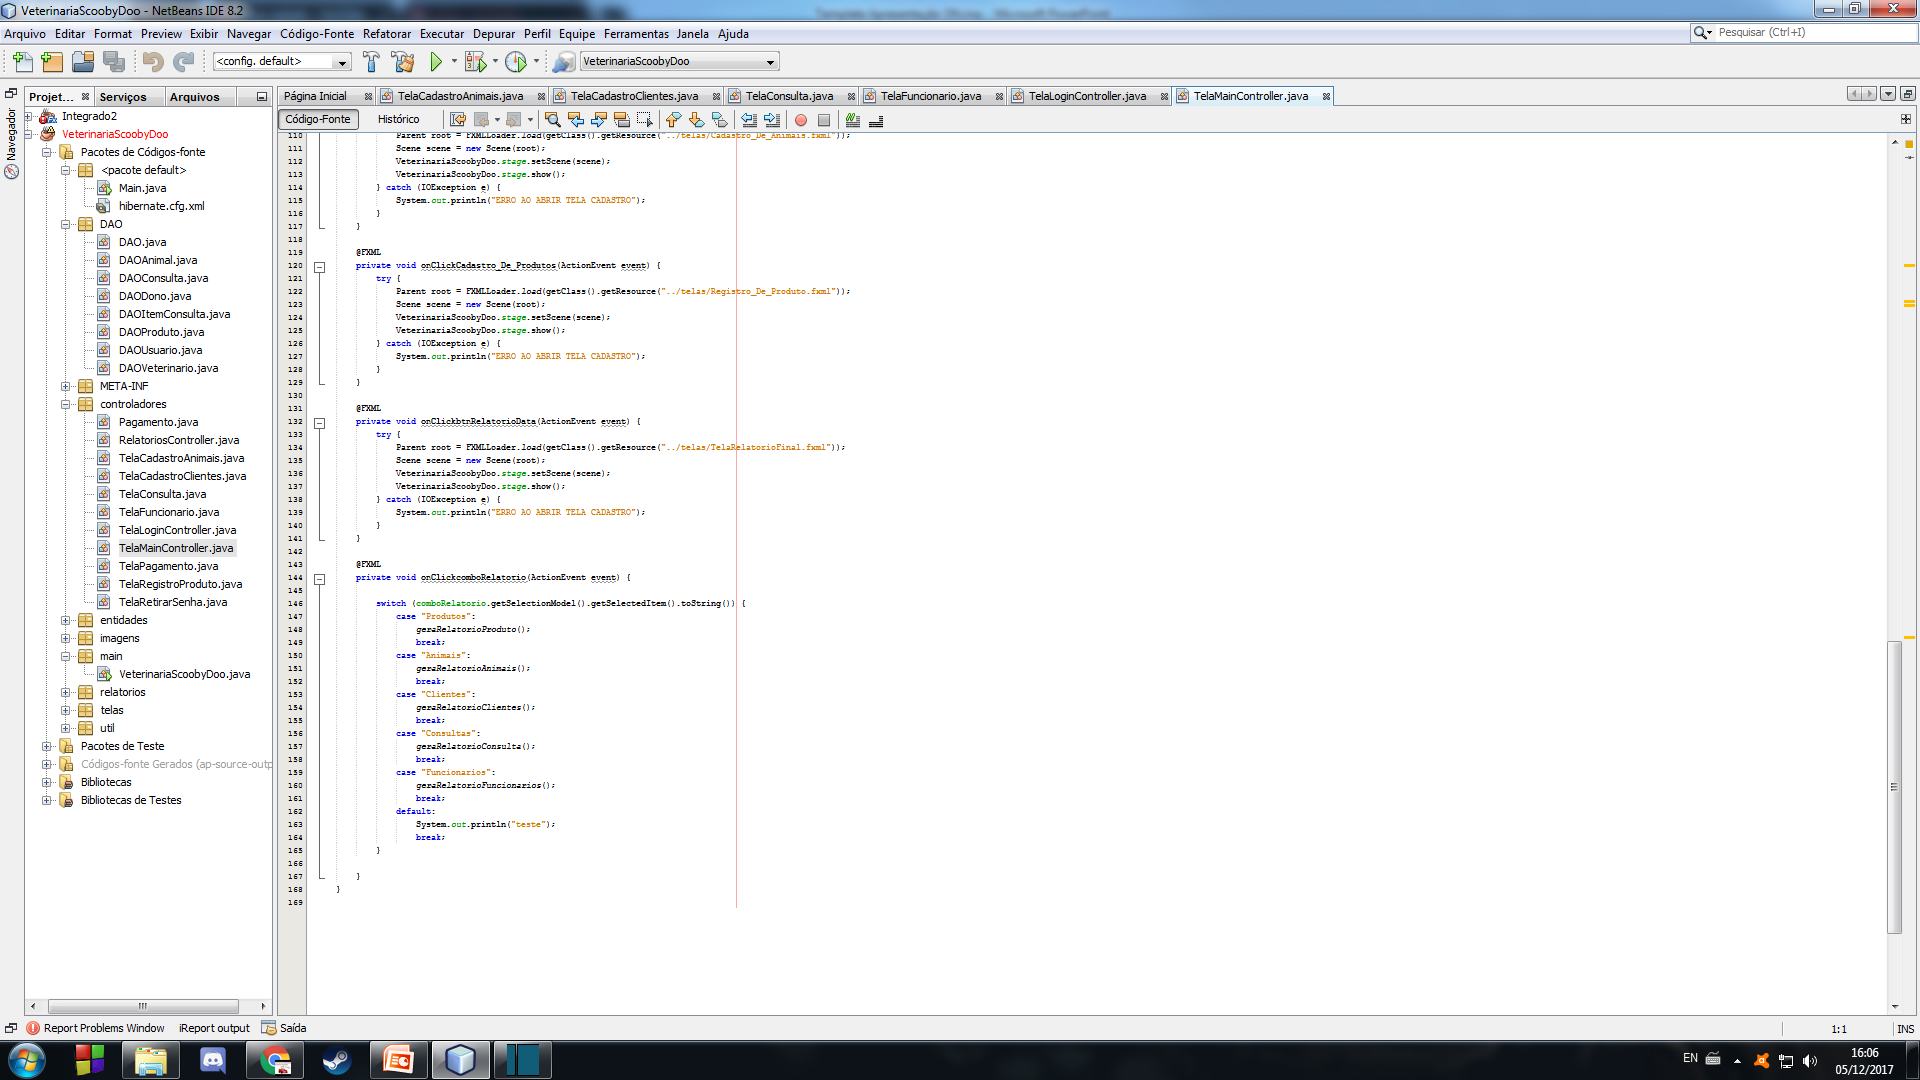 VeterinariaScoobyDoo - NetBeans IDE 8.2
Arquivo Editar Format Preview Exibir Navegar Código-Fonte Refatorar Executar Depurar Perfil Equipe Ferramentas Janela Ajuda
Pesquisar (Ctrl+I)
<config. default>
VeterinariaScoobyDoo
Projet... Serviços Arquivos
Página Inicial TelaCadastroAnimais.java TelaCadastroClientes.java TelaConsulta.java TelaFuncionario.java TelaLoginController.java TelaMainController.java
Código-Fonte Histórico
Navegador
Integrado2
VeterinariaScoobyDoo
Pacotes de Códigos-fonte
<pacote default>
Main.java
hibernate.cfg.xml
DAO
DAO.java
DAOAnimal.java
DAOConsulta.java
DAODono.java
DAOItemConsulta.java
DAOProduto.java
DAOUsuario.java
DAOVeterinario.java
META-INF
controladores
Pagamento.java
RelatoriosController.java
TelaCadastroAnimais.java
TelaCadastroClientes.java
TelaConsulta.java
TelaFuncionario.java
TelaLoginController.java
TelaMainController.java
TelaPagamento.java
TelaRegistroProduto.java
TelaRetirarSenha.java
entidades
imagens
main
VeterinariaScoobyDoo.java
relatorios
telas
util
Pacotes de Teste
Códigos-fonte Gerados (ap-source-outp
Bibliotecas
Bibliotecas de Testes
110 Parent root = FXMLLoader.load(getClass().getResource("../telas/Cadastro_De_Animais.fxml"));
111 Scene scene = new Scene(root);
112 VeterinariaScoobyDoo.stage.setScene(scene);
113 VeterinariaScoobyDoo.stage.show();
114 } catch (IOException e) {
115 System.out.println("ERRO AO ABRIR TELA CADASTRO");
116 }
117 }
118
119 @FXML
120 private void onClickCadastro_De_Produtos(ActionEvent event) {
121 try {
122 Parent root = FXMLLoader.load(getClass().getResource("../telas/Registro_De_Produto.fxml"));
123 Scene scene = new Scene(root);
124 VeterinariaScoobyDoo.stage.setScene(scene);
125 VeterinariaScoobyDoo.stage.show();
126 } catch (IOException e) {
127 System.out.println("ERRO AO ABRIR TELA CADASTRO");
128 }
129 }
130
131 @FXML
132 private void onClickbtnRelatorioData(ActionEvent event) {
133 try {
134 Parent root = FXMLLoader.load(getClass().getResource("../telas/TelaRelatorioFinal.fxml"));
135 Scene scene = new Scene(root);
136 VeterinariaScoobyDoo.stage.setScene(scene);
137 VeterinariaScoobyDoo.stage.show();
138 } catch (IOException e) {
139 System.out.println("ERRO AO ABRIR TELA CADASTRO");
140 }
141 }
142
143 @FXML
144 private void onClickcomboRelatorio(ActionEvent event) {
145
146 switch (comboRelatorio.getSelectionModel().getSelectedItem().toString()) {
147 case "Produtos":
148 geraRelatorioProduto();
149 break;
150 case "Animais":
151 geraRelatorioAnimais();
152 break;
153 case "Clientes":
154 geraRelatorioClientes();
155 break;
156 case "Consultas":
157 geraRelatorioConsulta();
158 break;
159 case "Funcionarios":
160 geraRelatorioFuncionarios();
161 break;
162 default:
163 System.out.println("teste");
164 break;
165 }
166
167 }
168 }
169
Report Problems Window iReport output Saída
1:1 INS
EN
16:06
05/12/2017